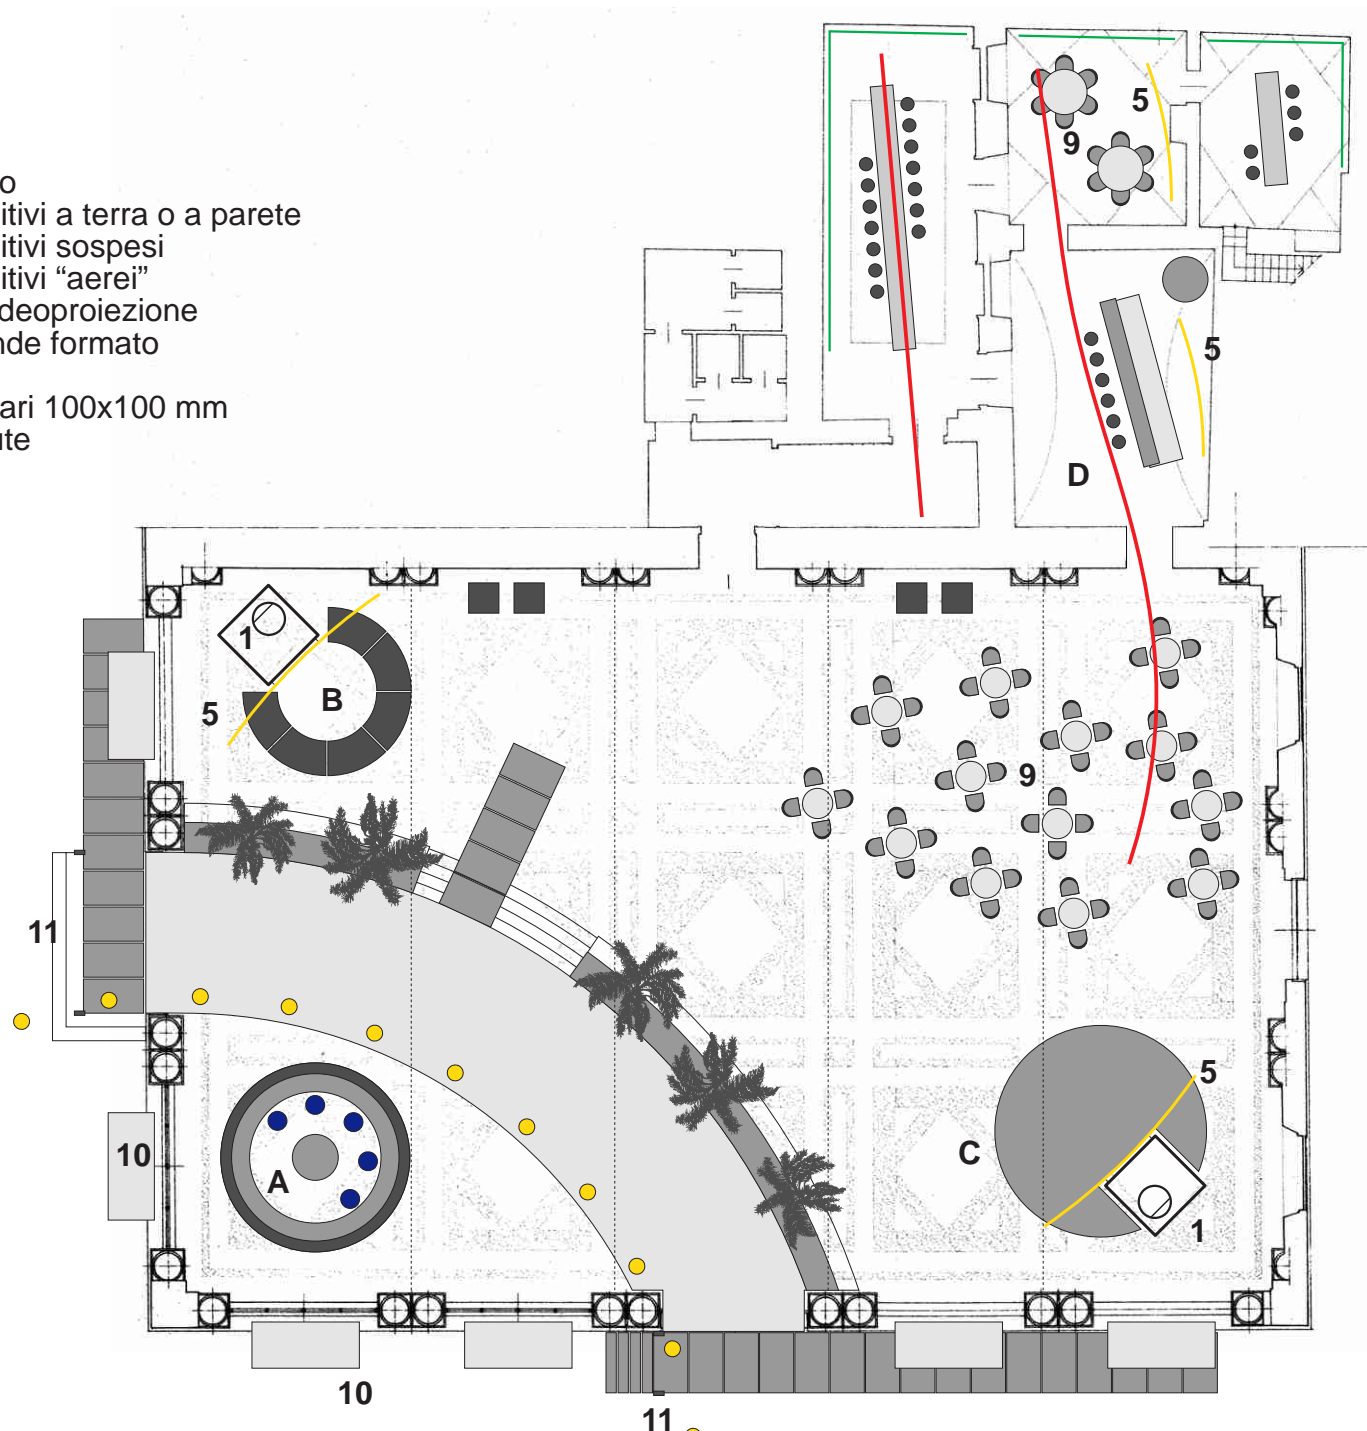 o
itivi a terra o a parete
itivi sospesi
itivi “aerei”
deoproiezione
nde formato
ari 100x100 mm
ute
5
9
5
D
1
B
5
9
11
5
10
A
C
1
10
11